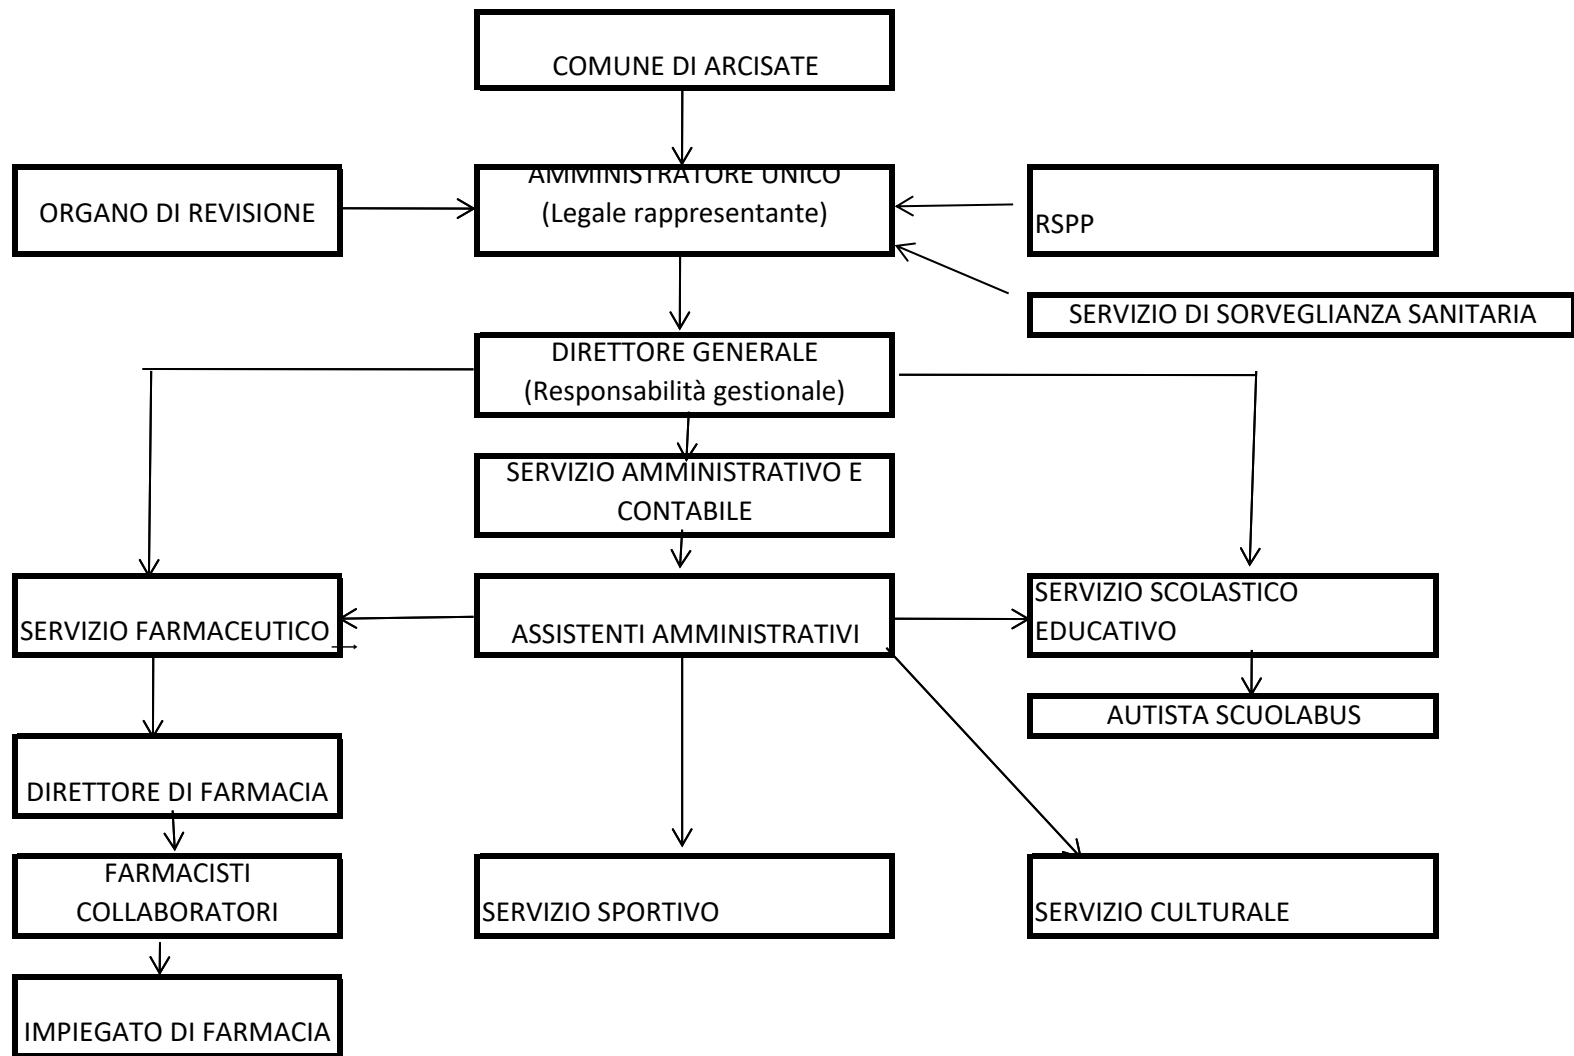 COMUNE DI ARCISATE
ORGANO DI REVISIONE
AMMINISTRATORE UNICO
(Legale rappresentante)
RSPP
SERVIZIO DI SORVEGLIANZA SANITARIA
DIRETTORE GENERALE
(Responsabilità gestionale)
SERVIZIO AMMINISTRATIVO E
CONTABILE
SERVIZIO FARMACEUTICO
ASSISTENTI AMMINISTRATIVI
SERVIZIO SCOLASTICO
EDUCATIVO
AUTISTA SCUOLABUS
DIRETTORE DI FARMACIA
FARMACISTI
COLLABORATORI
SERVIZIO SPORTIVO
SERVIZIO CULTURALE
IMPIEGATO DI FARMACIA